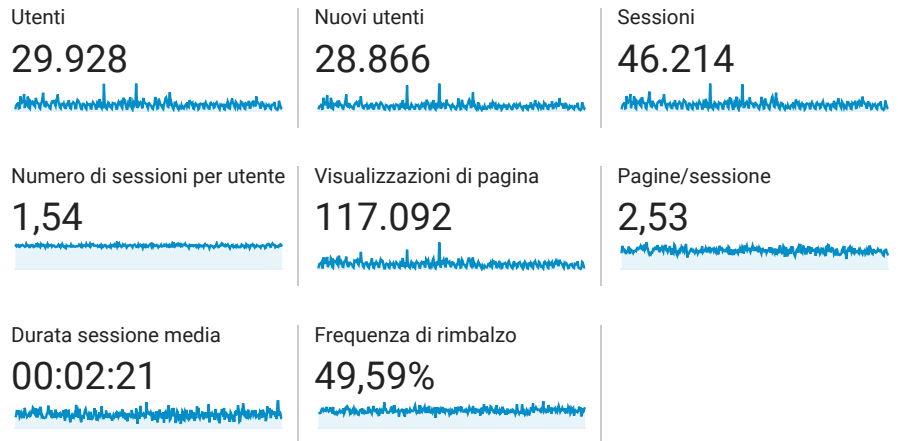 Utenti
29.928
Nuovi utenti
28.866
Sessioni
46.214
Numero di sessioni per utente
1,54
Visualizzazioni di pagina
117.092
Pagine/sessione
2,53
Durata sessione media
00:02:21
Frequenza di rimbalzo
49,59%